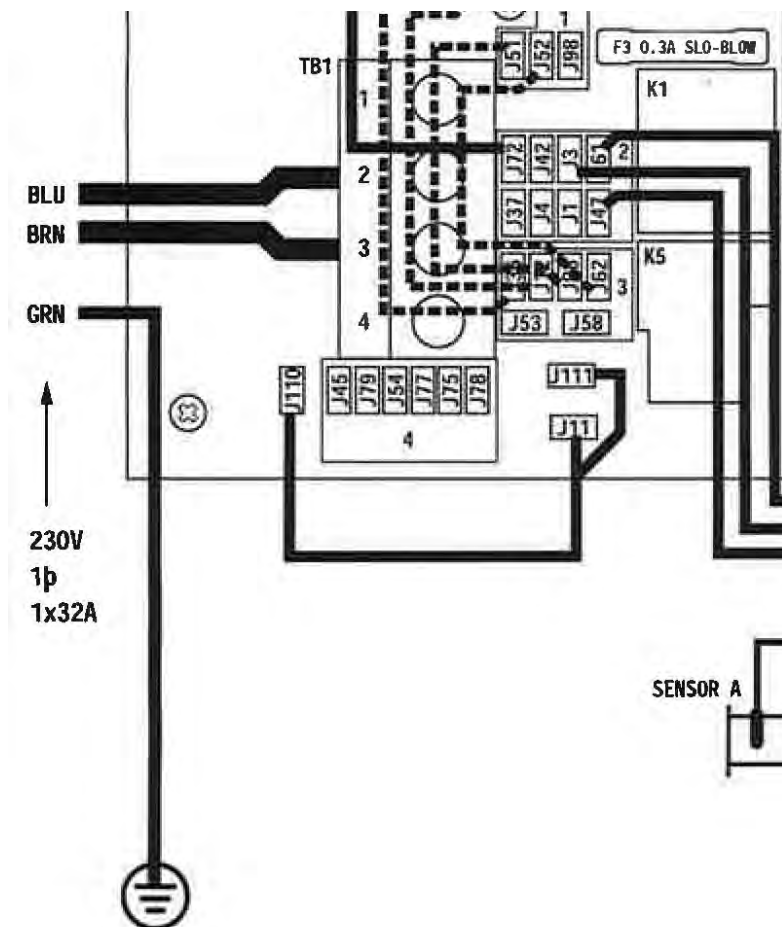 1
J51 J52 J98
F3 0.3A SLO-BLOW
TB1
K1
1
J72 J42 J3 J61 2
2
BLU
J37 J4 J1 J47
BRN
3
K5
J62 3
GRN
4
J53 J58
J110 J45 J79 J54 J77 J75 J78
J111
J11
4
230V
1þ
1x32A
SENSOR A